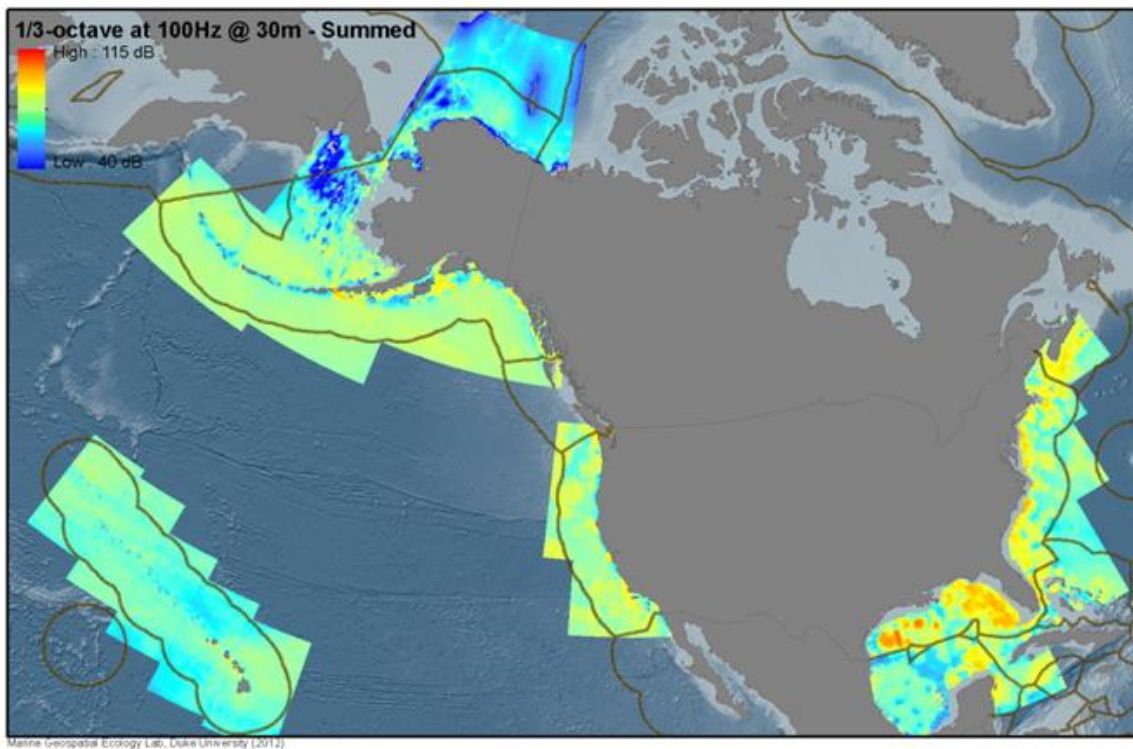 1/3-octave at 100Hz @ 30m - Summed
High : 115 dB
Low : 40 dB
Marine Geospatial Ecology Lab, Duke University (2012)